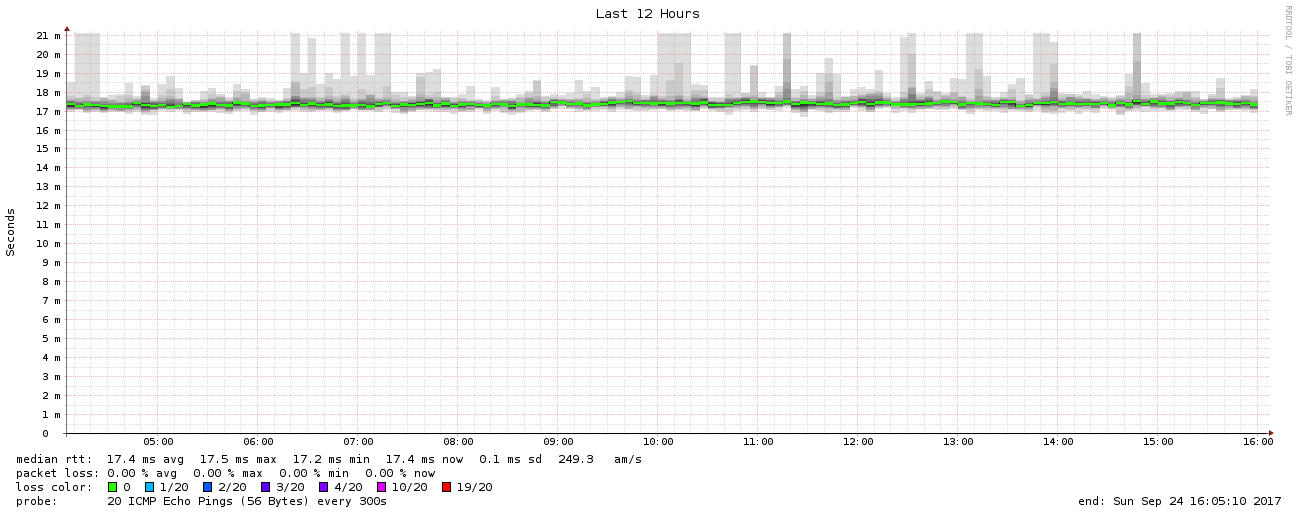 Last 12 Hours
RRDTOOL / TOBI OETIKER
Seconds
21 m
20 m
19 m
18 m
17 m
16 m
15 m
14 m
13 m
12 m
11 m
10 m
9 m
8 m
7 m
6 m
5 m
4 m
3 m
2 m
1 m
0
05:00 06:00 07:00 08:00 09:00 10:00 11:00 12:00 13:00 14:00 15:00 16:00
median rtt: 17.4 ms avg 17.5 ms max 17.2 ms min 17.4 ms now 0.1 ms sd 249.3 am/s
packet loss: 0.00 % avg 0.00 % max 0.00 % min 0.00 % now
loss color: 0 1/20 2/20 3/20 4/20 10/20 19/20
probe: 20 ICMP Echo Pings (56 Bytes) every 300s end: Sun Sep 24 16:05:10 2017